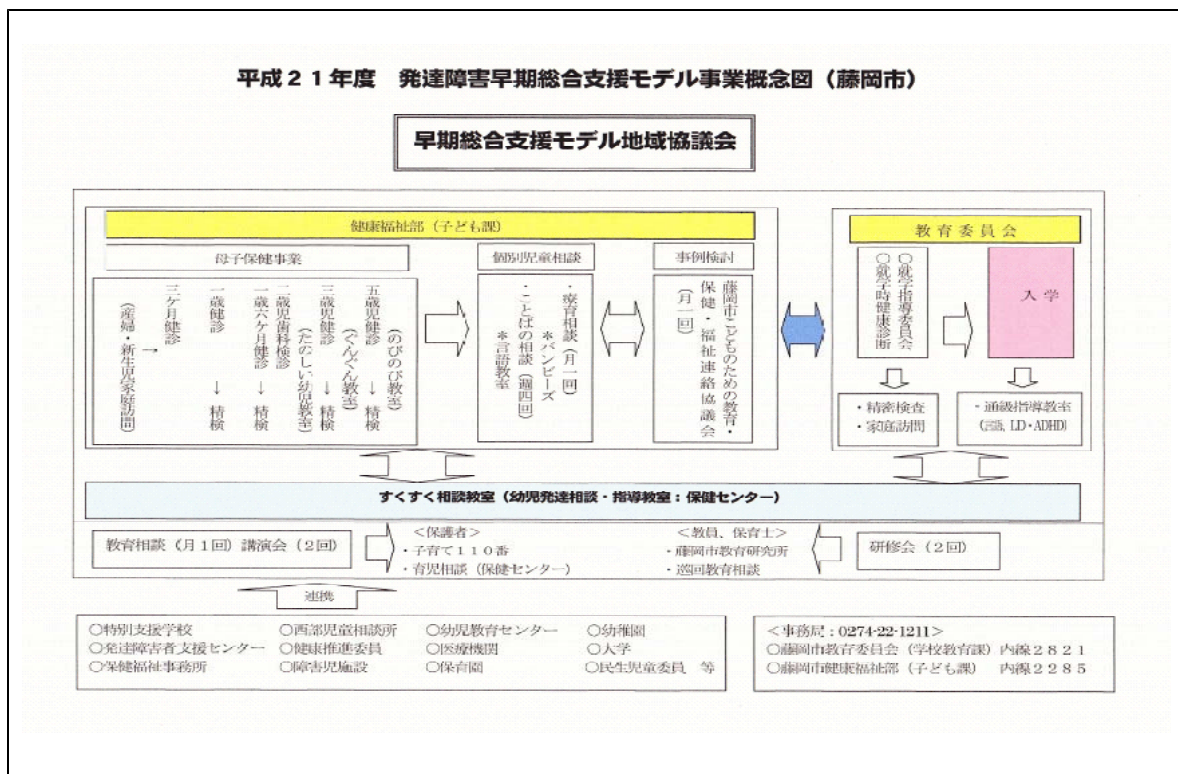 平成21年度　発達障害早期総合支援モデル事業概念図（藤岡市）
早期総合支援モデル地域協議会
健康福祉部（子ども課）
母子保健事業
五歳児健診　→　精検
（のびのび教室）
三歳児健診　→　精検
（ぐんぐん教室）
二歳児歯科検診
（たのしい幼児教室）
一歳六ケ月健診　→　精検
一歳健診　→　精検
三ケ月健診　→
（産婦・新生児家庭訪問）
個別児童相談
・療育相談（月一回）
＊バンビーズ
・ことばの相談（週四回）
＊言語教室
事例検討
藤岡市こどものための教育・
保健・福祉連絡協議会
（月一回）
教育委員会
○就学指導委員会
○就学時健康診断
入学
・精密検査
・家庭訪問
・通級指導教室
（言語, LD・ADHD）
すくすく相談教室（幼児発達相談・指導教室：保健センター）
教育相談（月１回）講演会（２回）
＜保護者＞
・子育て１１０番
・育児相談（保健センター）
＜教員、保育士＞
・藤岡市教育研究所
・巡回教育相談
研修会（２回）
連携
○特別支援学校　○西部児童相談所　○幼児教育センター　○幼稚園
○発達障害者支援センター　○健康推進委員　○医療機関　○大学
○保健福祉事務所　○障害児施設　○保育園　○民生児童委員　等
＜事務局：0274-22-1211＞
○藤岡市教育委員会（学校教育課）内線２８２１
○藤岡市健康福祉部（子ども課）　内線２２８５